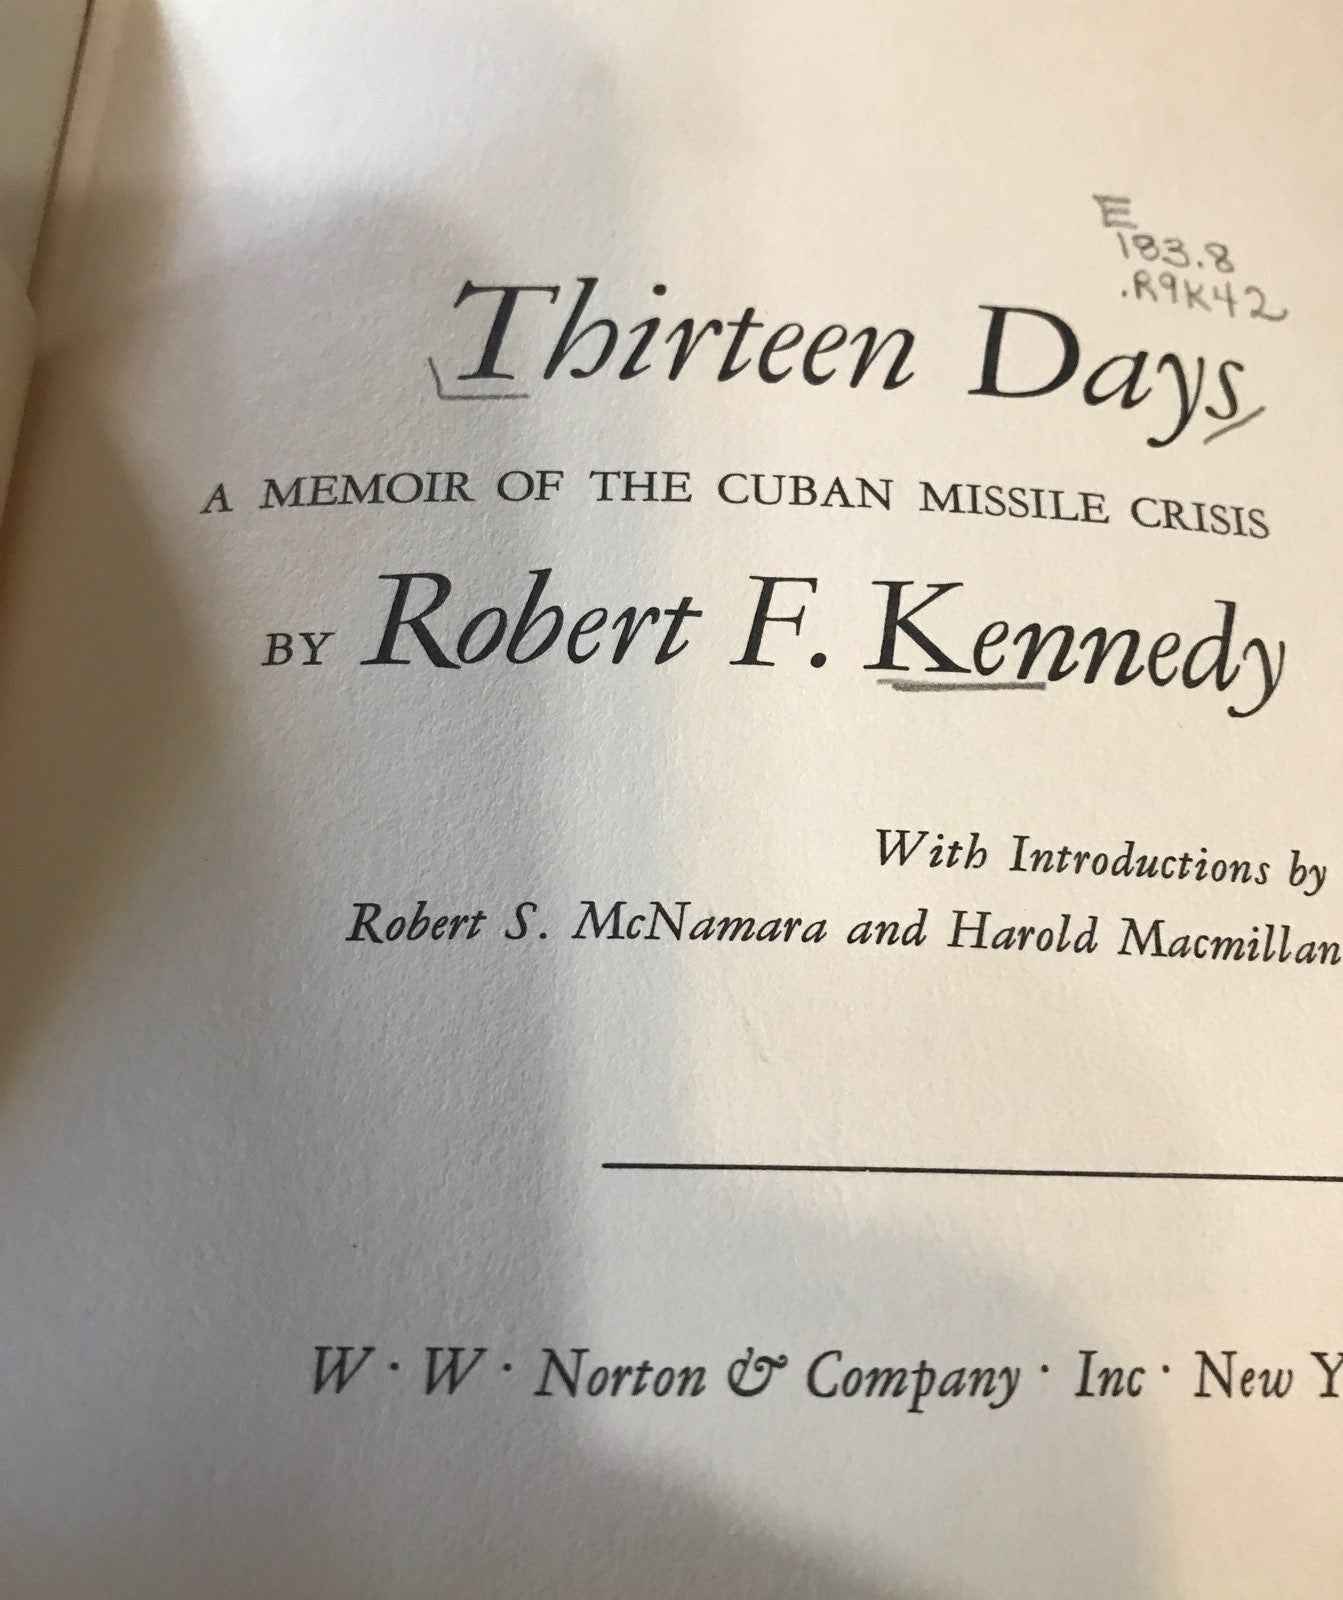 E
183.8
.R9K42
Thirteen Days
A MEMOIR OF THE CUBAN MISSILE CRISIS
BY Robert F. Kennedy
With Introductions by
Robert S. McNamara and Harold Macmillan
W · W · Norton & Company · Inc · New Y